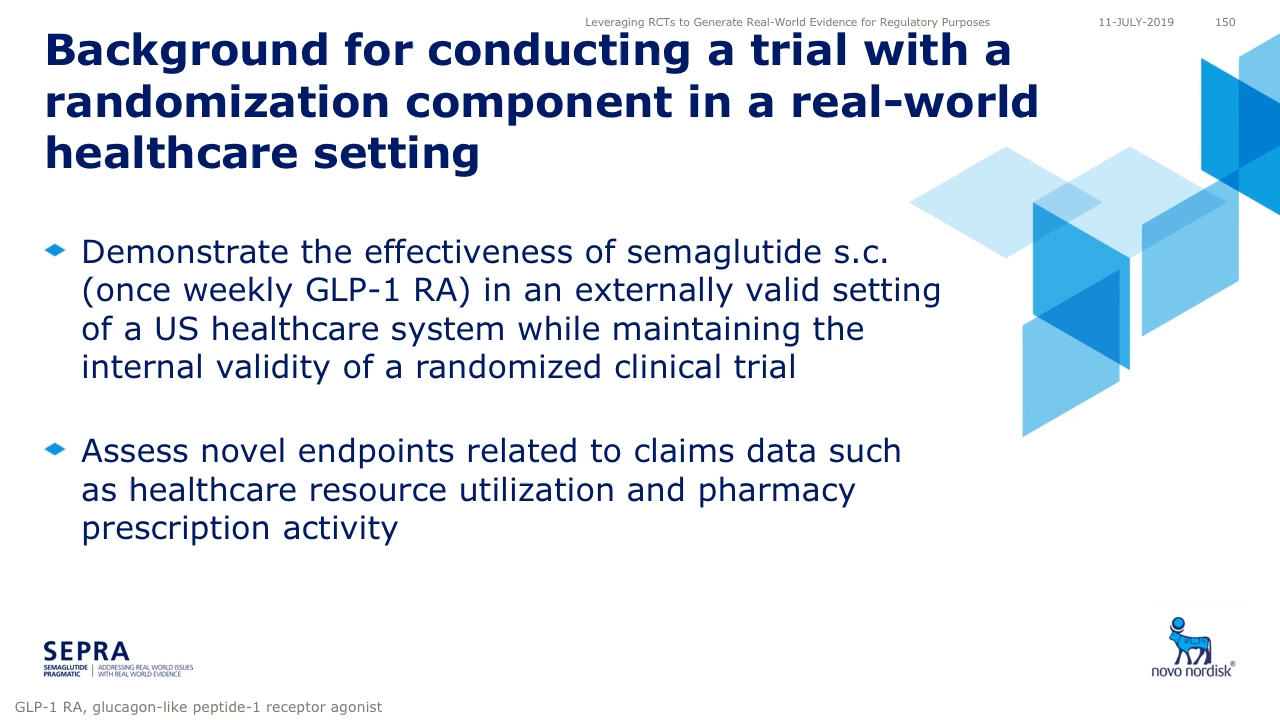 Leveraging RCTs to Generate Real-World Evidence for Regulatory Purposes 11-JULY-2019 150
Background for conducting a trial with a
randomization component in a real-world
healthcare setting
Demonstrate the effectiveness of semaglutide s.c.
(once weekly GLP-1 RA) in an externally valid setting
of a US healthcare system while maintaining the
internal validity of a randomized clinical trial
Assess novel endpoints related to claims data such
as healthcare resource utilization and pharmacy
prescription activity
SEPRA
SEMAGLUTIDE | ADDRESSING REAL WORLD ISSUES
PRAGMATIC | WITH REAL WORLD EVIDENCE
novo nordisk®
GLP-1 RA, glucagon-like peptide-1 receptor agonist